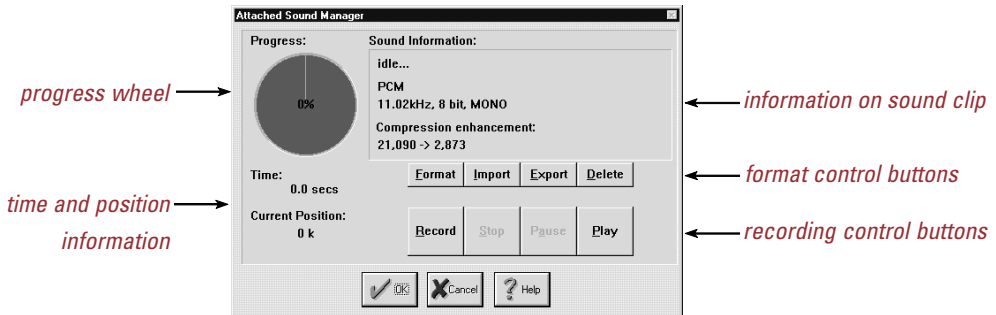 Attached Sound Manager
Progress:
0%
Sound Information:
idle...
PCM
11.02kHz, 8 bit, MONO
Compression enhancement:
21,090 -> 2,873
Time:
0.0 secs
Current Position:
0 k
Format Import Export Delete
Record Stop Pause Play
OK Cancel Help
progress wheel
time and position
information
information on sound clip
format control buttons
recording control buttons